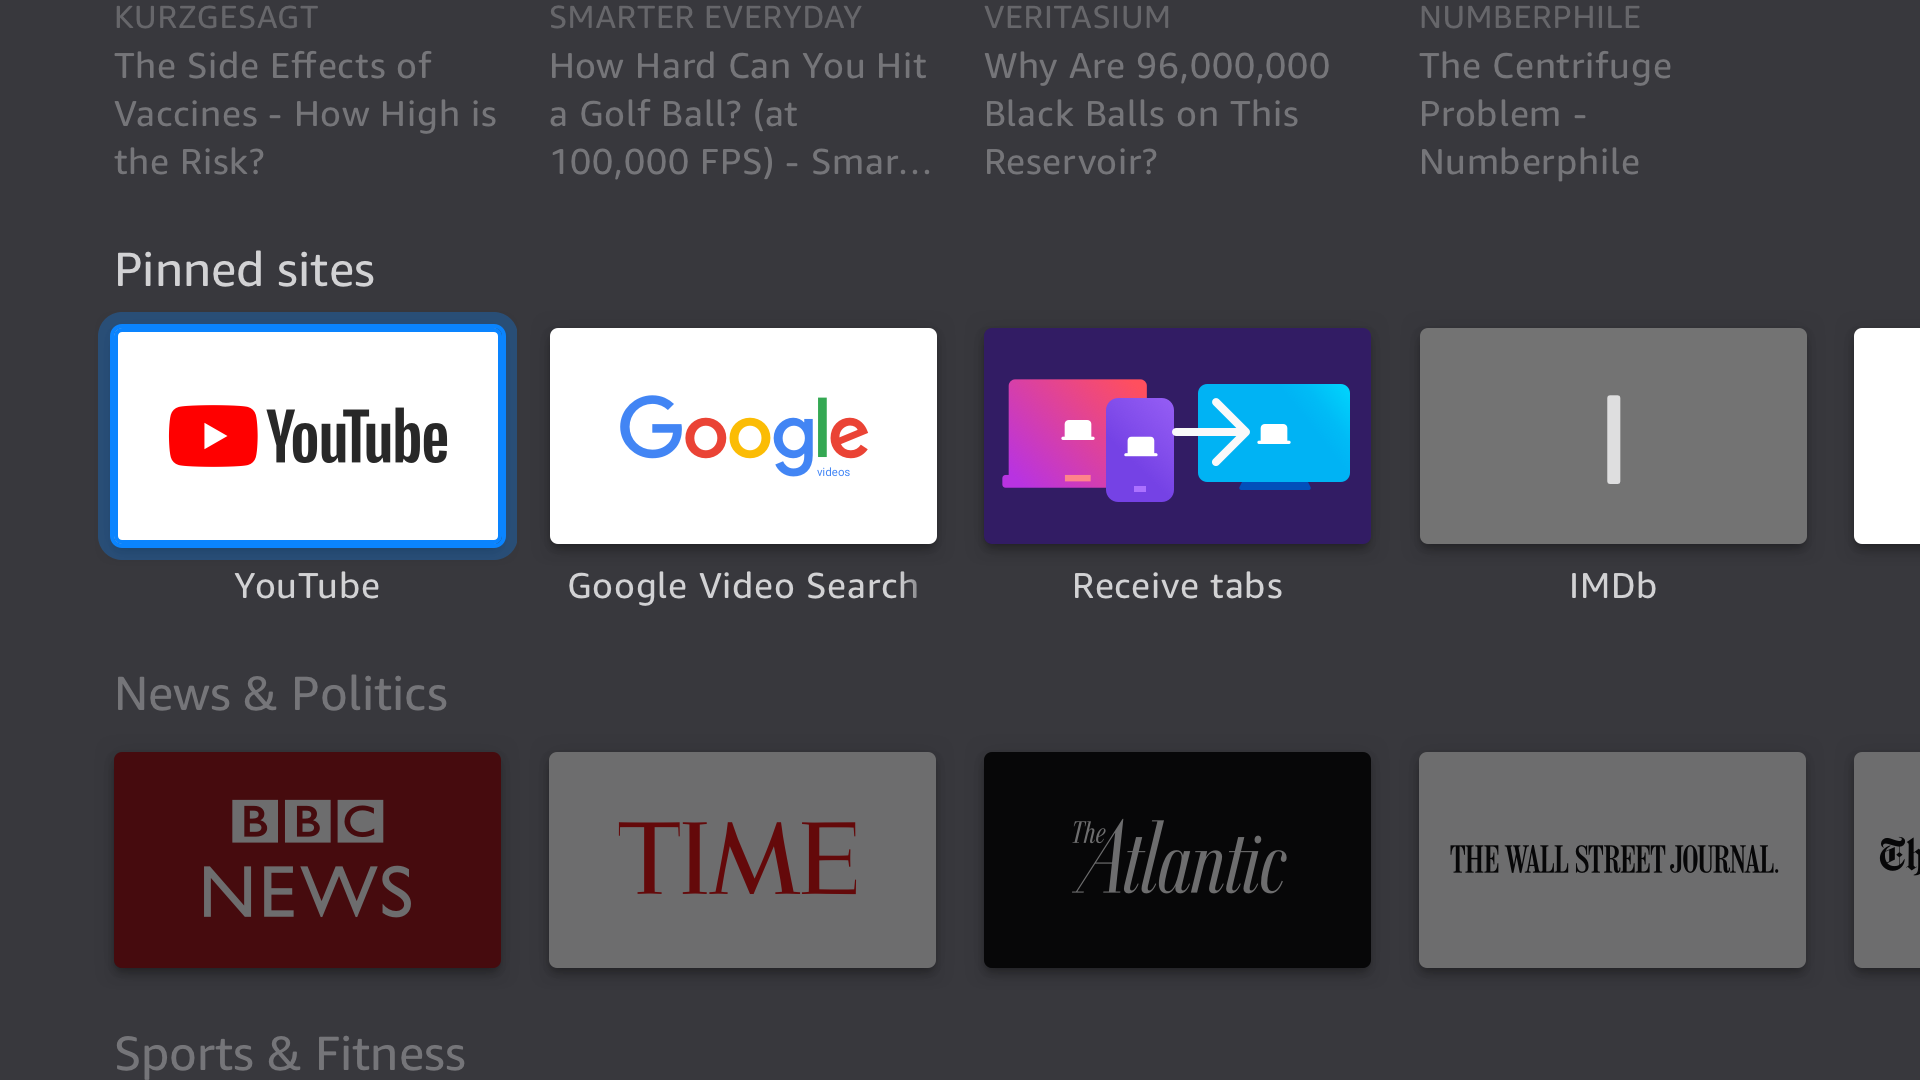 KURZGESAGT
The Side Effects of
Vaccines - How High is
the Risk?
SMARTER EVERYDAY
How Hard Can You Hit
a Golf Ball? (at
100,000 FPS) - Smar...
VERITASIUM
Why Are 96,000,000
Black Balls on This
Reservoir?
NUMBERPHILE
The Centrifuge
Problem -
Numberphile
Pinned sites
YouTube
Google
videos
I
YouTube
Google Video Search
Receive tabs
IMDb
News & Politics
BBC
NEWS
TIME
The Atlantic
THE WALL STREET JOURNAL.
Th
Sports & Fitness